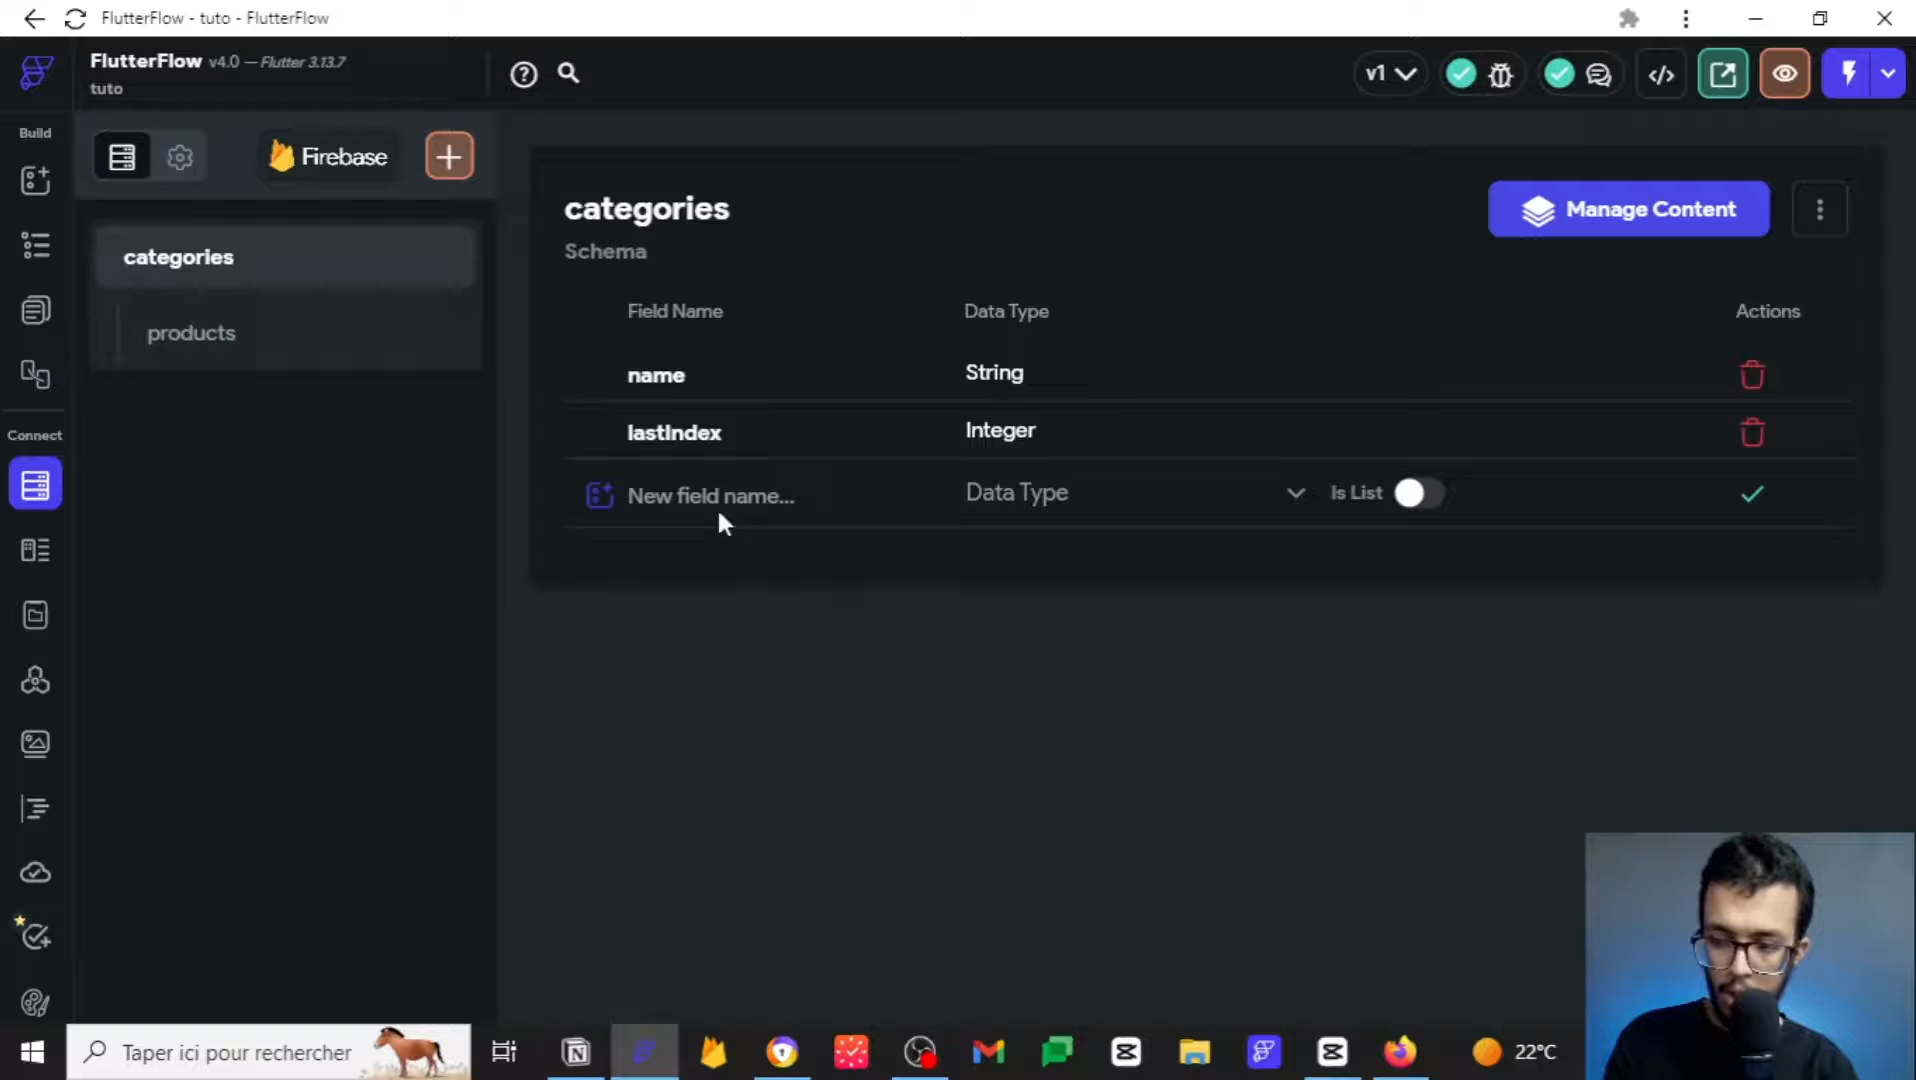 FlutterFlow - tuto - FlutterFlow
FlutterFlow v4.0 — Flutter 3.13.7
tuto
v1
Build
Firebase
categories
products
Connect
categories
Manage Content
Schema
Field Name Data Type Actions
name String
lastIndex Integer
New field name... Data Type Is List
Taper ici pour rechercher
22°C